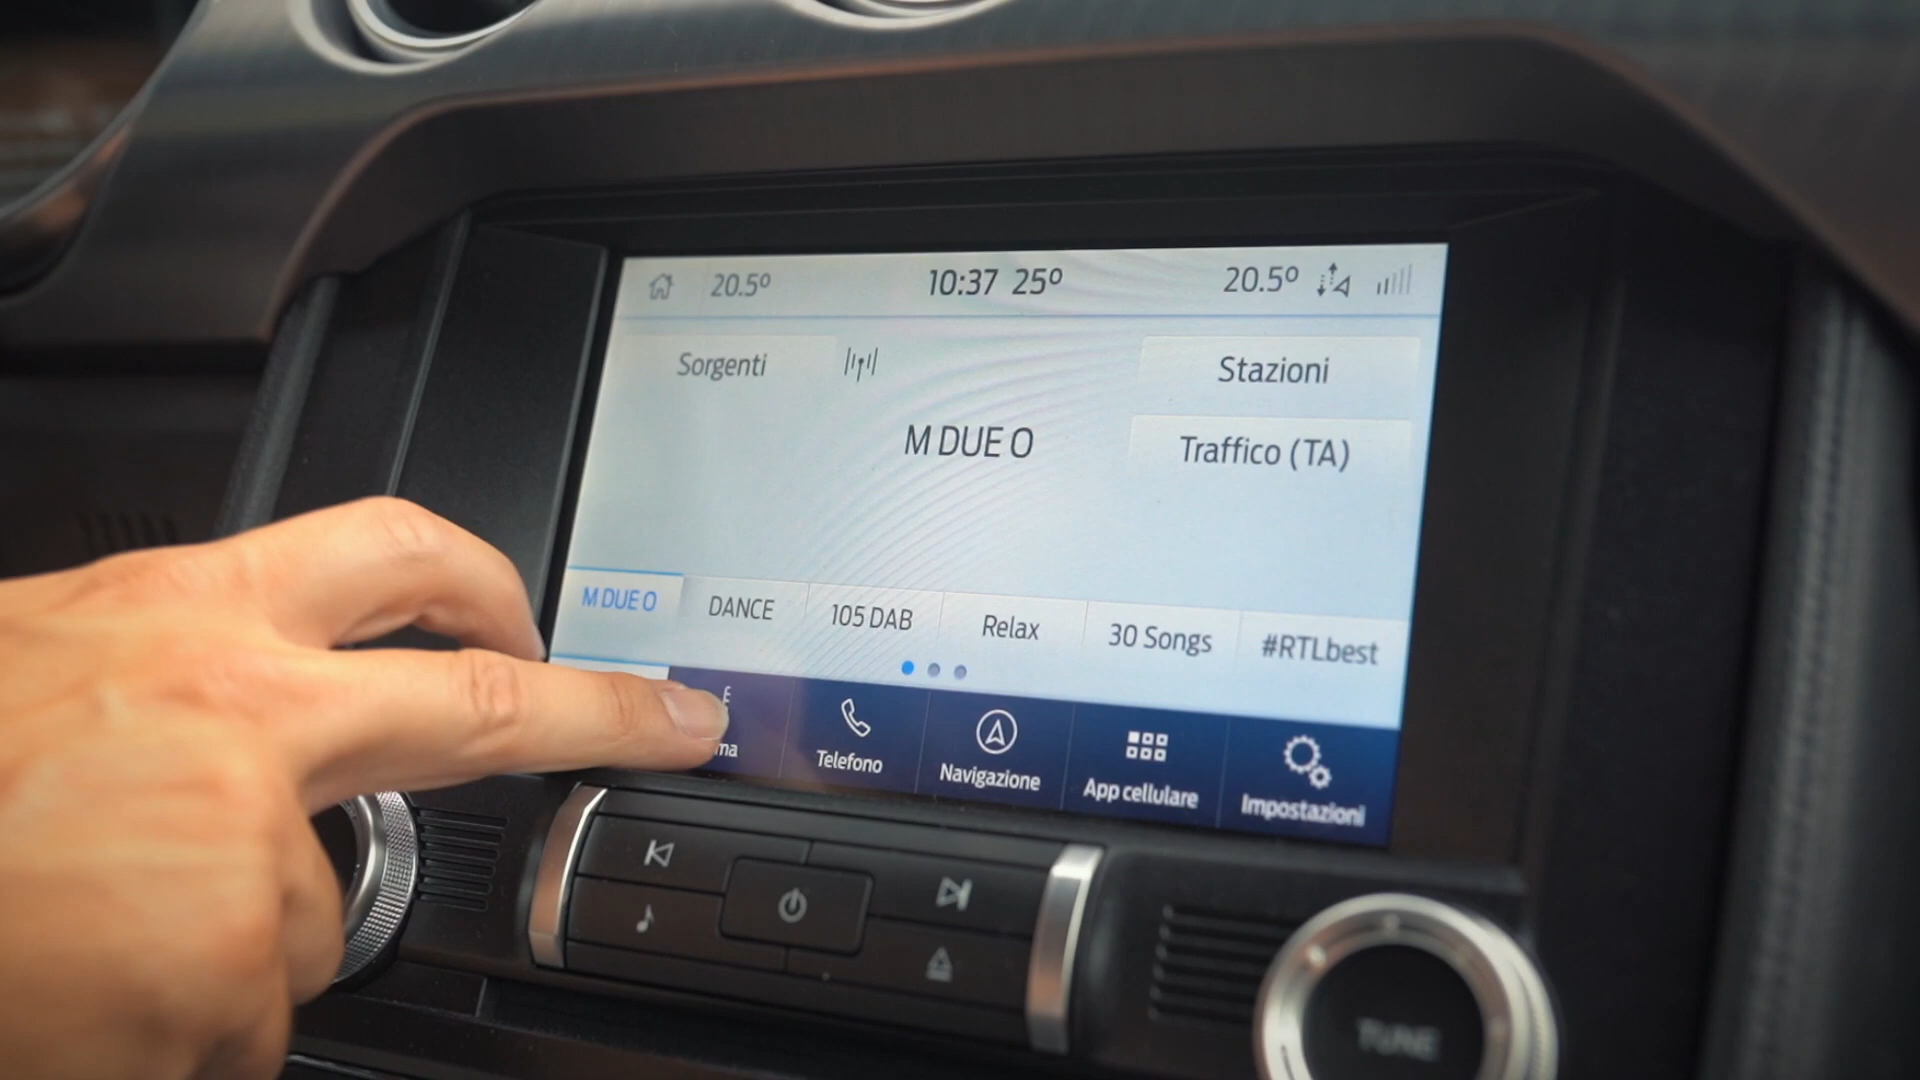 20.5° 10:37 25° 20.5°
Sorgenti Stazioni
M DUE O Traffico (TA)
M DUE O DANCE 105 DAB Relax 30 Songs #RTLbest
Telefono Navigazione App cellulare Impostazioni
TUNE